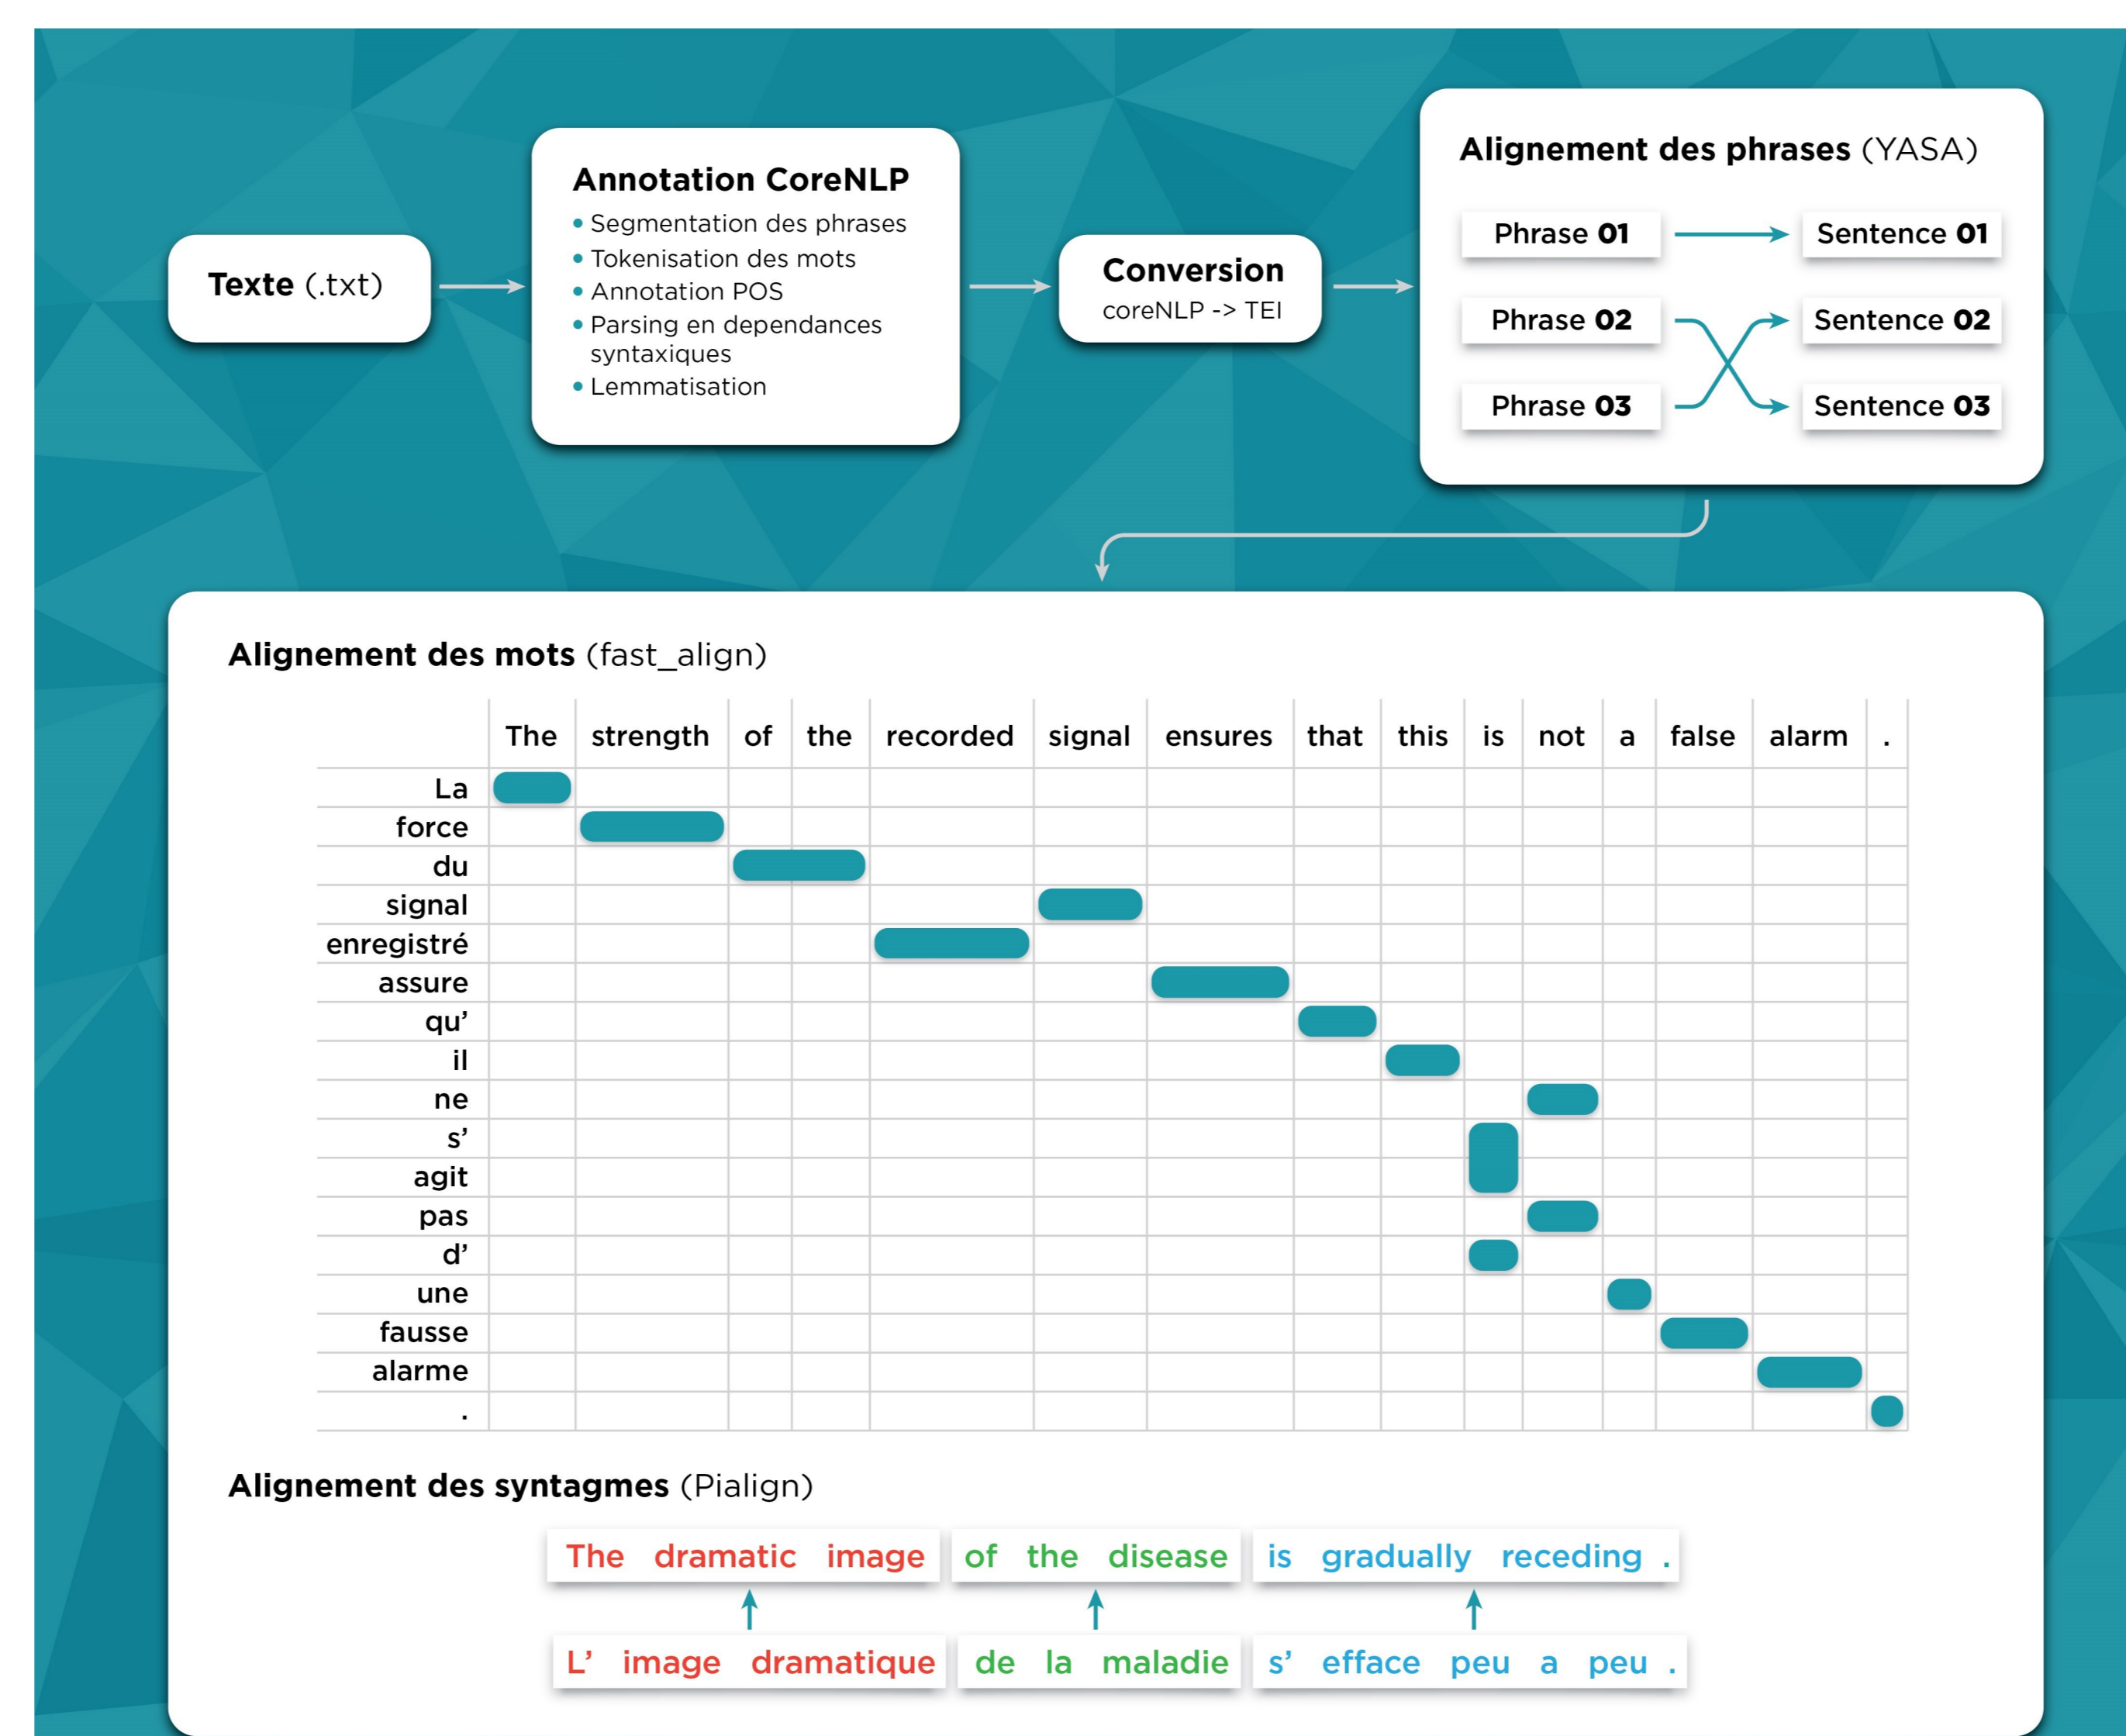 Texte (.txt)
Annotation CoreNLP
• Segmentation des phrases
• Tokenisation des mots
• Annotation POS
• Parsing en dependances
syntaxiques
• Lemmatisation
Conversion
coreNLP -> TEI
Alignement des phrases (YASA)
Phrase 01 Sentence 01
Phrase 02 Sentence 02
Phrase 03 Sentence 03
Alignement des mots (fast_align)
The strength of the recorded signal ensures that this is not a false alarm .
La
force
du
signal
enregistré
assure
qu’
il
ne
s’
agit
pas
d’
une
fausse
alarme
.
Alignement des syntagmes (Pialign)
The dramatic image of the disease is gradually receding .
L’ image dramatique de la maladie s’ efface peu a peu .